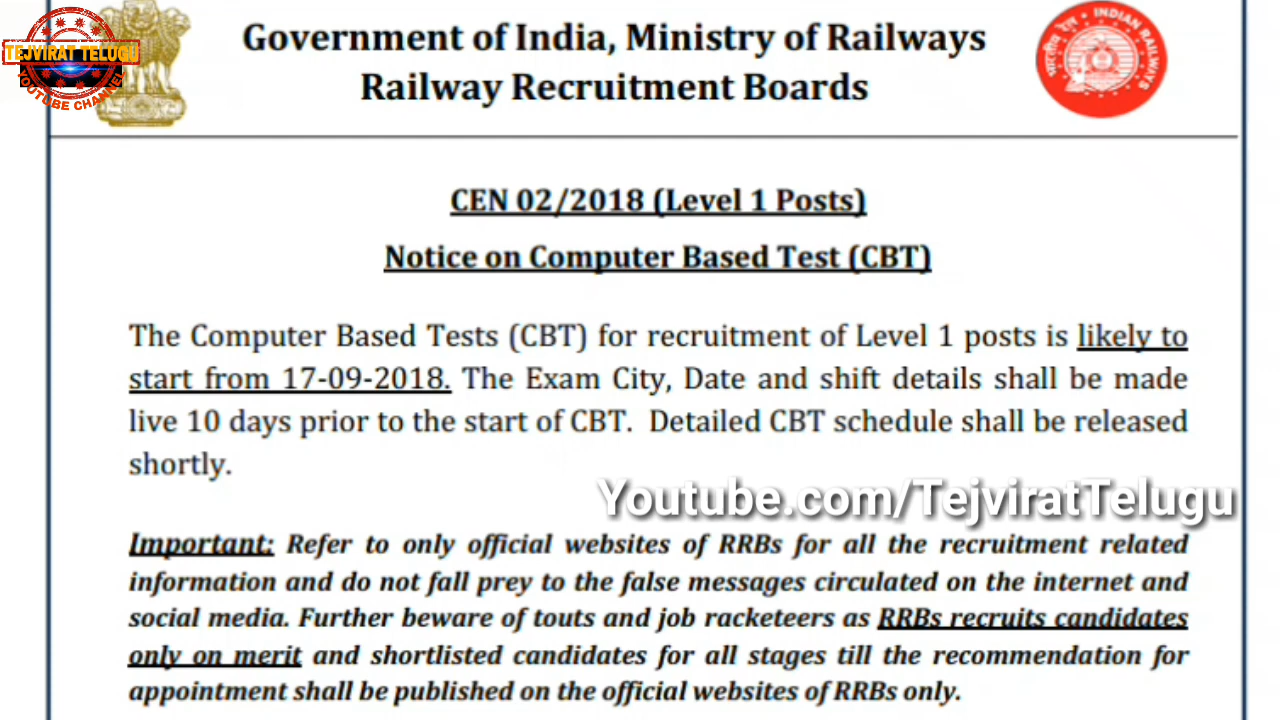 TEJVIRAT TELUGU
YOUTUBE CHANNEL
Government of India, Ministry of Railways
Railway Recruitment Boards
भारतीय रेल INDIAN RAILWAYS
CEN 02/2018 (Level 1 Posts)
Notice on Computer Based Test (CBT)
The Computer Based Tests (CBT) for recruitment of Level 1 posts is likely to
start from 17-09-2018. The Exam City, Date and shift details shall be made
live 10 days prior to the start of CBT. Detailed CBT schedule shall be released
shortly.
Youtube.com/TejviratTelugu
Important: Refer to only official websites of RRBs for all the recruitment related
information and do not fall prey to the false messages circulated on the internet and
social media. Further beware of touts and job racketeers as RRBs recruits candidates
only on merit and shortlisted candidates for all stages till the recommendation for
appointment shall be published on the official websites of RRBs only.